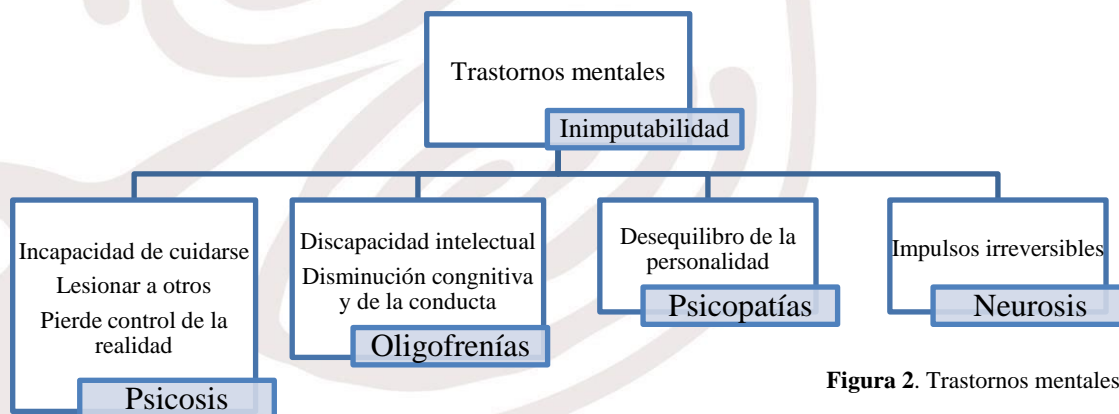 Trastornos mentales
Inimputabilidad
Incapacidad de cuidarse
Lesionar a otros
Pierde control de la
realidad
Psicosis
Discapacidad intelectual
Disminución congnitiva
y de la conducta
Oligofrenías
Desequilibro de la
personalidad
Psicopatías
Impulsos irreversibles
Neurosis
Figura 2. Trastornos mentales